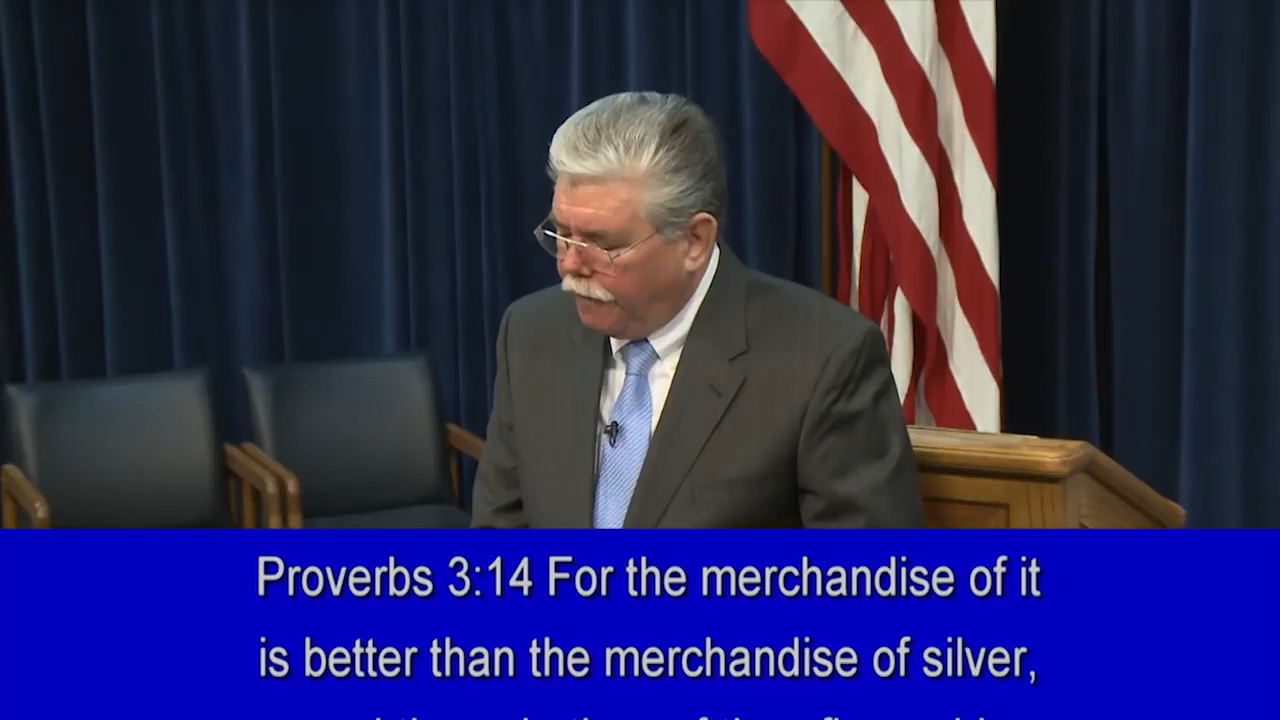 Proverbs 3:14 For the merchandise of it
is better than the merchandise of silver,